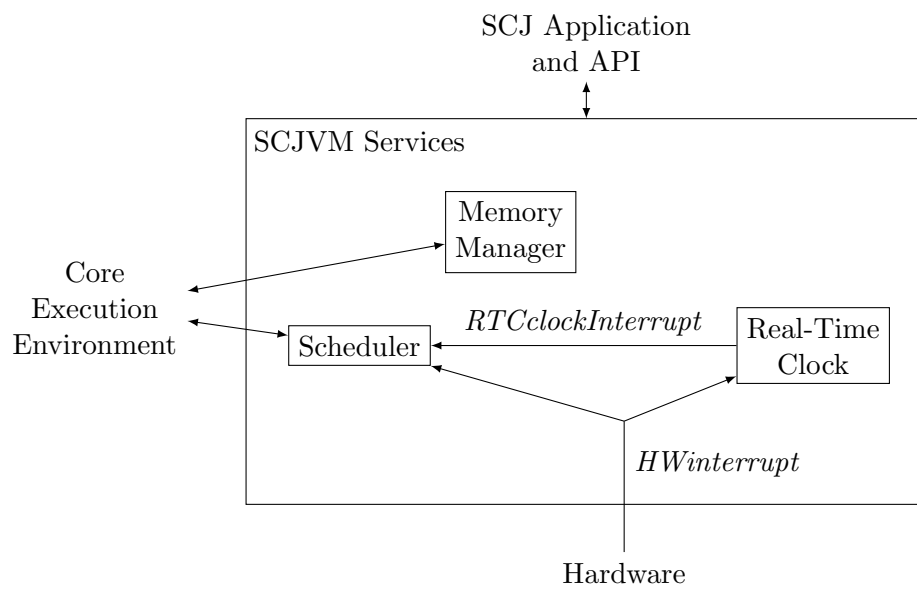 SCJ Application
and API
SCJVM Services
Memory
Manager
Core
Execution
Environment
Scheduler
RTCclockInterrupt
Real-Time
Clock
HWinterrupt
Hardware